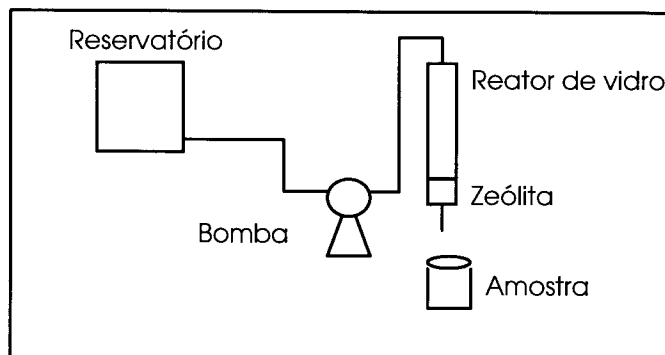 Reservatório
Reator de vidro
Zeólita
Bomba
Amostra